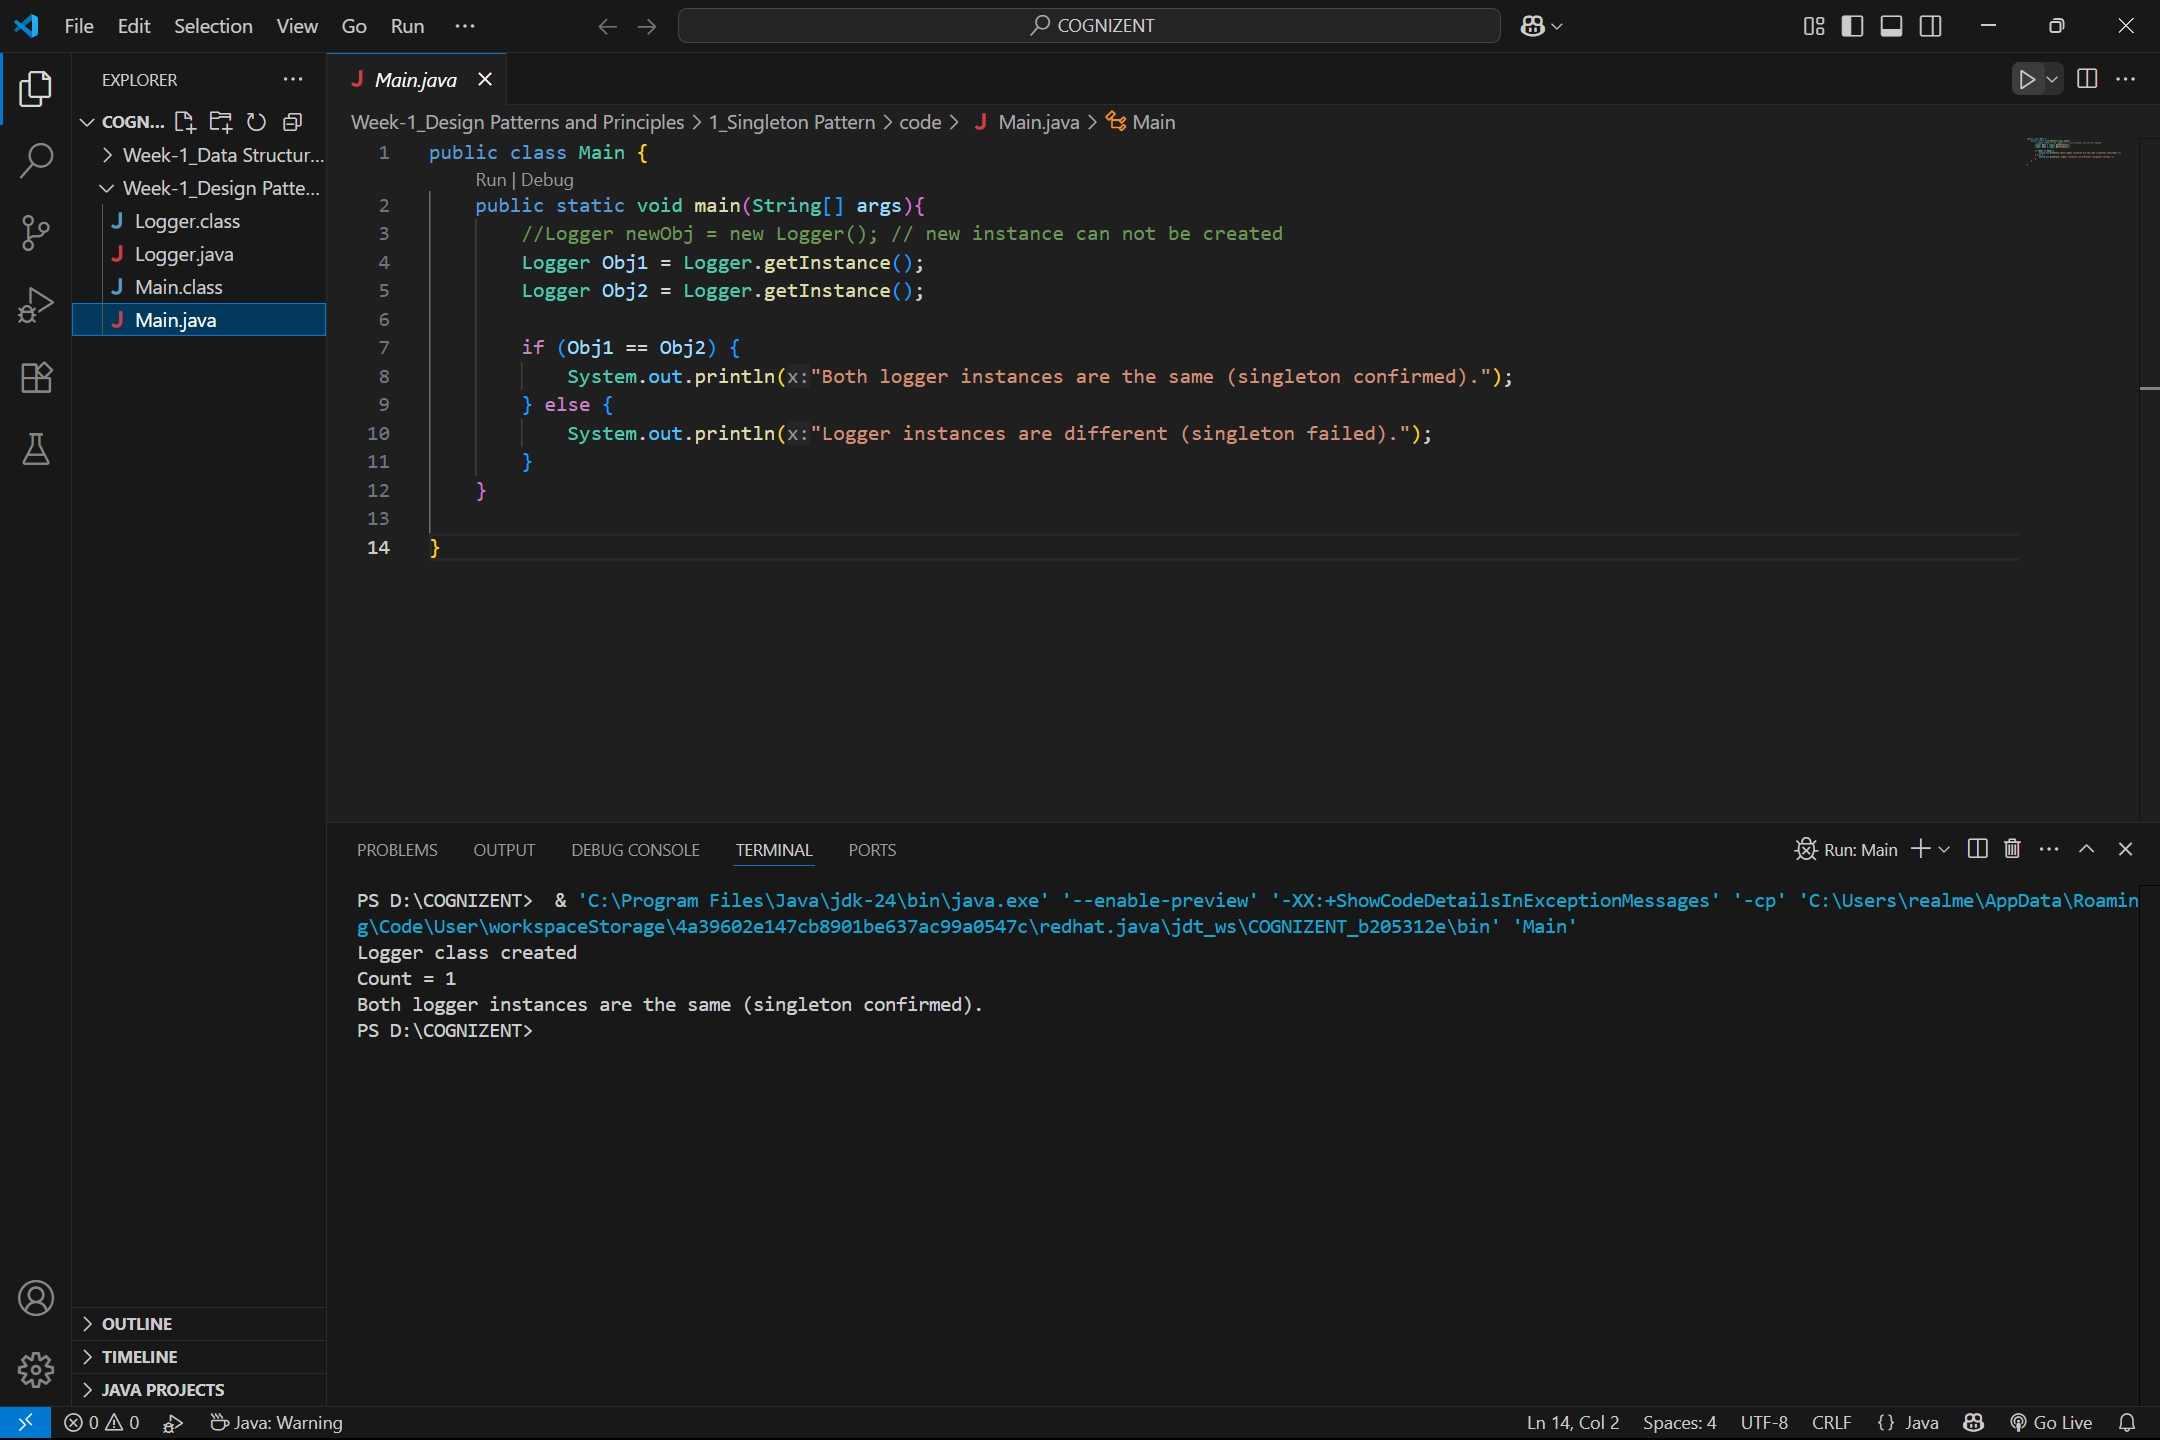 File Edit Selection View Go Run ··· COGNIZENT
EXPLORER ···
COGN...
Week-1_Data Structur...
Week-1_Design Patte...
Logger.class
Logger.java
Main.class
Main.java
OUTLINE
TIMELINE
JAVA PROJECTS
Main.java
Week-1_Design Patterns and Principles > 1_Singleton Pattern > code > Main.java > Main
1 public class Main {
Run | Debug
2 public static void main(String[] args){
3 //Logger newObj = new Logger(); // new instance can not be created
4 Logger Obj1 = Logger.getInstance();
5 Logger Obj2 = Logger.getInstance();
6
7 if (Obj1 == Obj2) {
8 System.out.println(x:"Both logger instances are the same (singleton confirmed).");
9 } else {
10 System.out.println(x:"Logger instances are different (singleton failed).");
11 }
12 }
13
14 }
PROBLEMS OUTPUT DEBUG CONSOLE TERMINAL PORTS Run: Main
PS D:\COGNIZENT>  & 'C:\Program Files\Java\jdk-24\bin\java.exe' '--enable-preview' '-XX:+ShowCodeDetailsInExceptionMessages' '-cp' 'C:\Users\realme\AppData\Roamin
g\Code\User\workspaceStorage\4a39602e147cb8901be637ac99a0547c\redhat.java\jdt_ws\COGNIZENT_b205312e\bin' 'Main'
Logger class created
Count = 1
Both logger instances are the same (singleton confirmed).
PS D:\COGNIZENT>
0 0 Java: Warning Ln 14, Col 2 Spaces: 4 UTF-8 CRLF {} Java Go Live